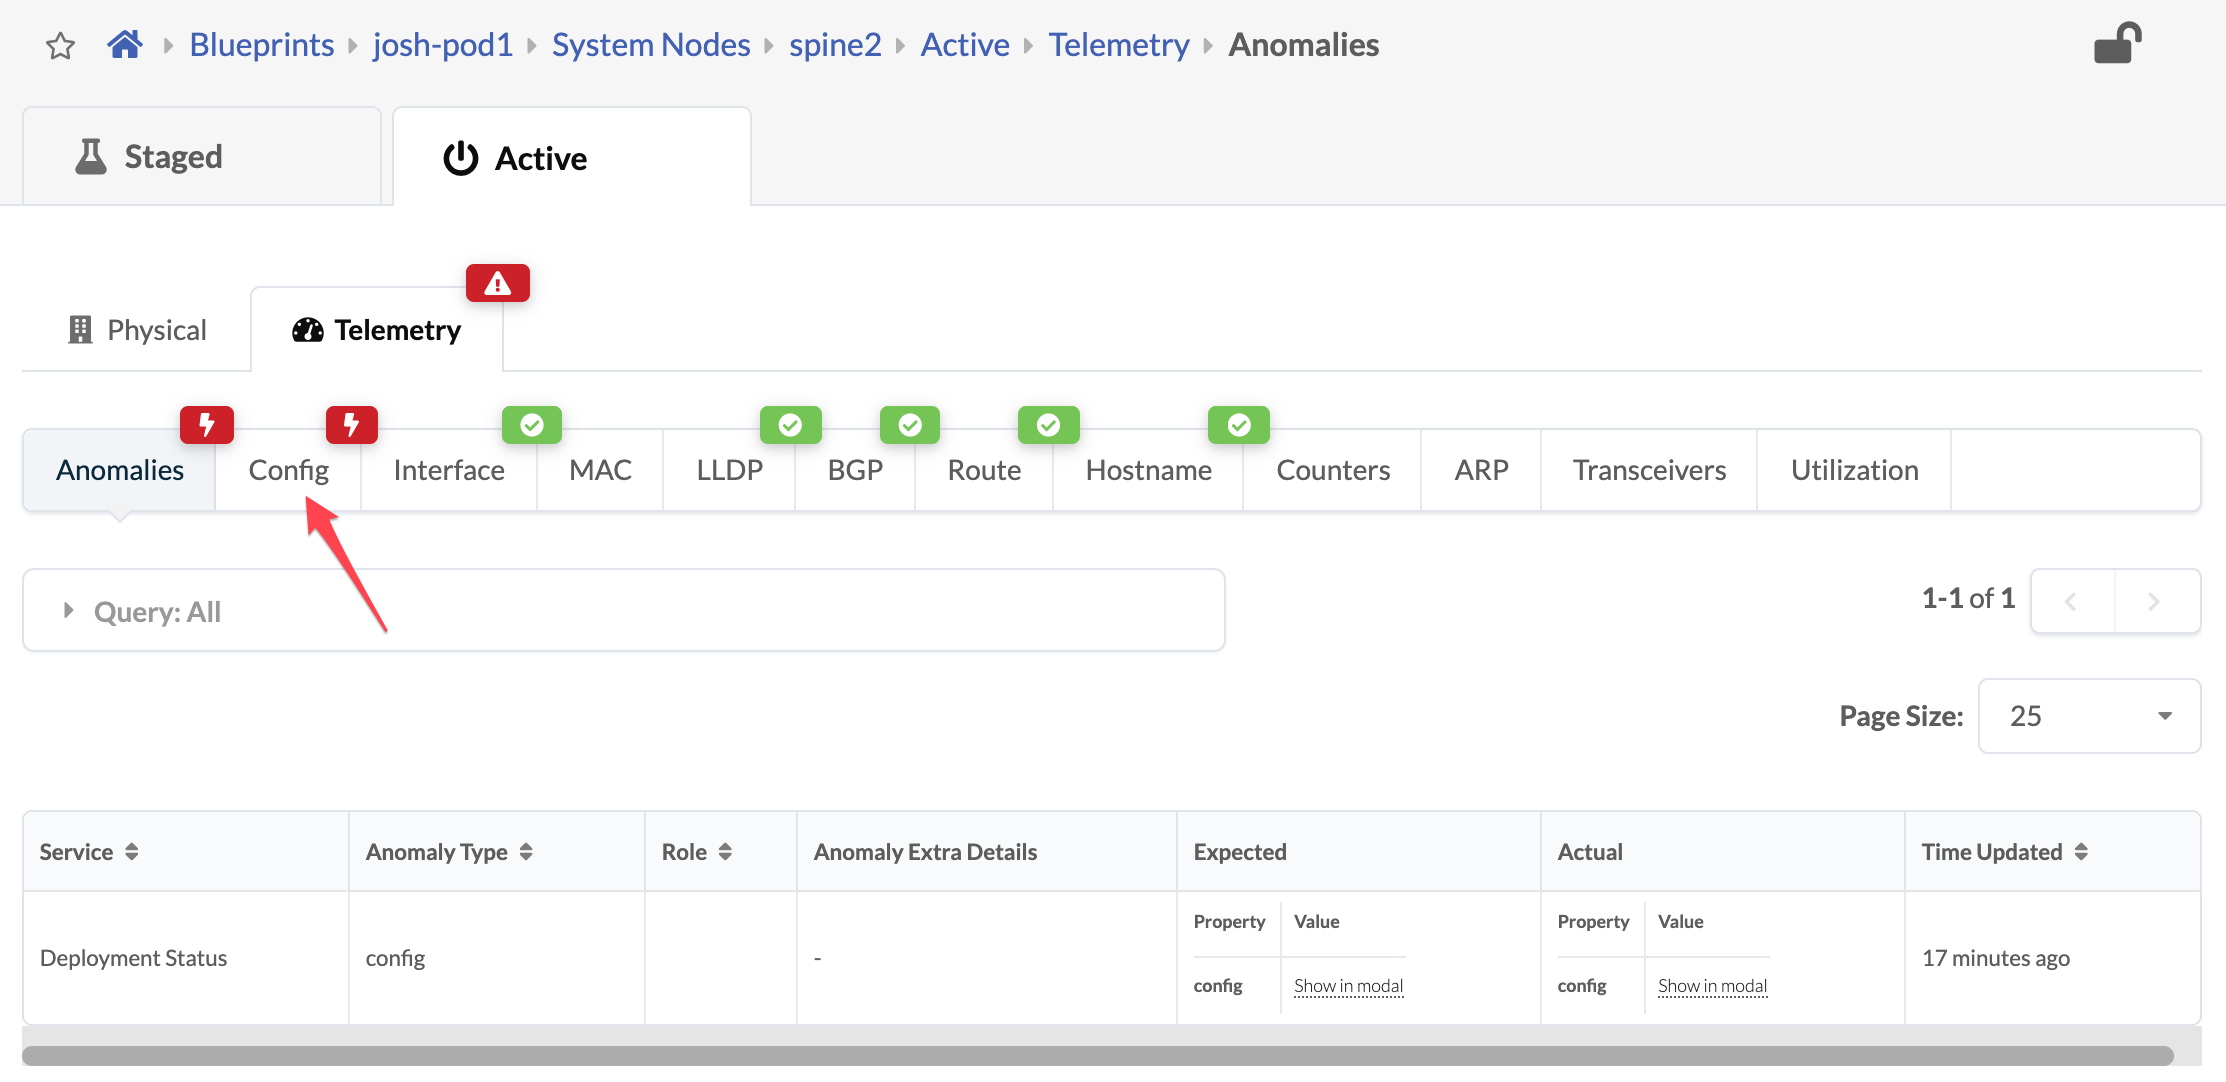 Blueprints josh-pod1 System Nodes spine2 Active Telemetry Anomalies
Staged Active
Physical Telemetry
Anomalies Config Interface MAC LLDP BGP Route Hostname Counters ARP Transceivers Utilization
Query: All
1-1 of 1
Page Size: 25
Service Anomaly Type Role Anomaly Extra Details Expected Actual Time Updated
Property Value Property Value
Deployment Status config - 17 minutes ago
config Show in modal config Show in modal